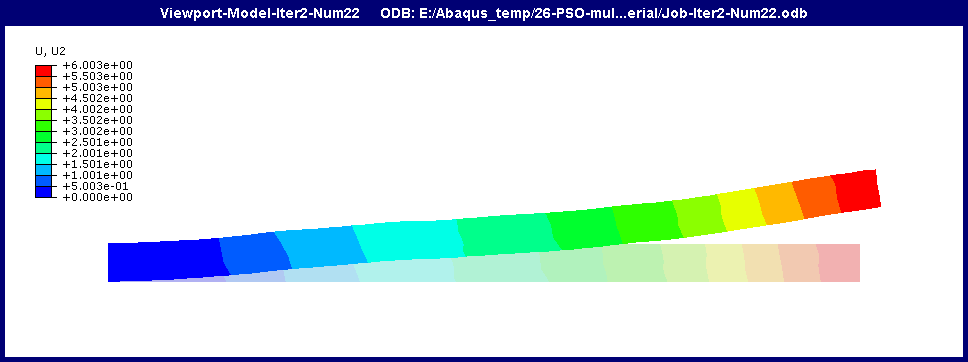 Viewport-Model-Iter2-Num22 ODB: E:/Abaqus_temp/26-PSO-mul...erial/Job-Iter2-Num22.odb
U, U2
+6.003e+00
+5.503e+00
+5.003e+00
+4.502e+00
+4.002e+00
+3.502e+00
+3.002e+00
+2.501e+00
+2.001e+00
+1.501e+00
+1.001e+00
+5.003e-01
+0.000e+00